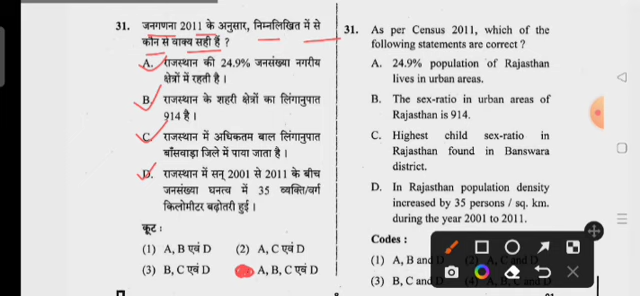 31. जनगणना 2011 के अनुसार, निम्नलिखित में से
कौन से वाक्य सही हैं ?
A. राजस्थान की 24.9% जनसंख्या नगरीय
क्षेत्रों में रहती है ।
B. राजस्थान के शहरी क्षेत्रों का लिंगानुपात
914 है ।
C. राजस्थान में अधिकतम बाल लिंगानुपात
बाँसवाड़ा जिले में पाया जाता है ।
D. राजस्थान में सन् 2001 से 2011 के बीच
जनसंख्या घनत्व में 35 व्यक्ति/वर्ग
किलोमीटर बढ़ोतरी हुई ।
कूट :
(1) A, B एवं D (2) A, C एवं D
(3) B, C एवं D A, B, C एवं D
31. As per Census 2011, which of the
following statements are correct ?
A. 24.9% population of Rajasthan
lives in urban areas.
B. The sex-ratio in urban areas of
Rajasthan is 914.
C. Highest child sex-ratio in
Rajasthan found in Banswara
district.
D. In Rajasthan population density
increased by 35 persons / sq. km.
during the year 2001 to 2011.
Codes :
(1) A, B and D (2) A, C and D
(3) B, C and D (4) A, B, C and D